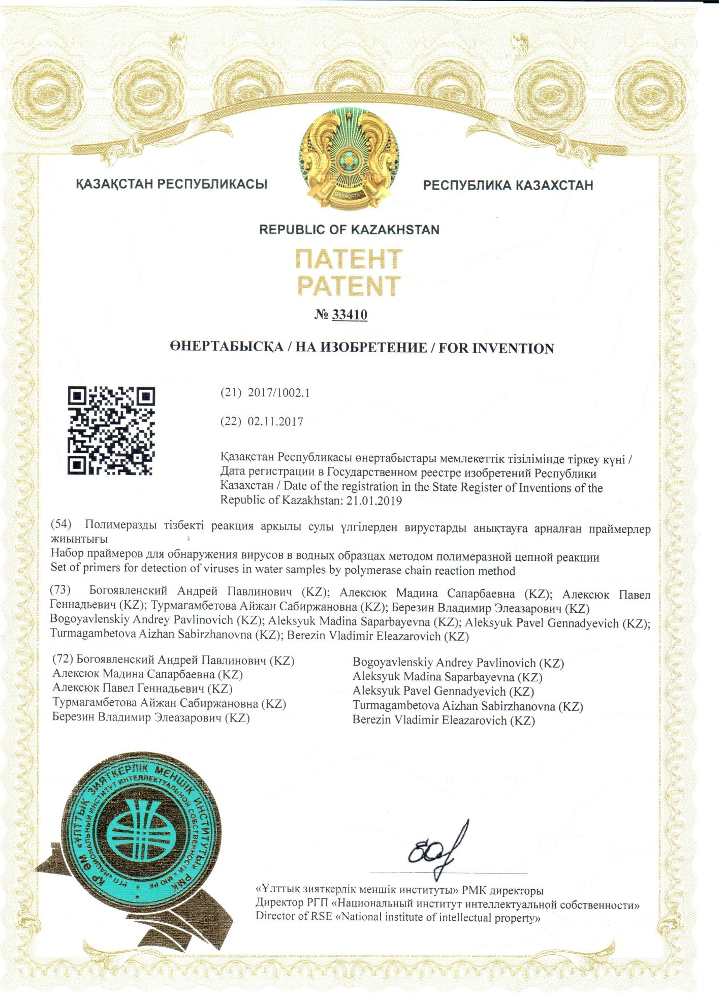 ҚАЗАҚСТАН РЕСПУБЛИКАСЫ
РЕСПУБЛИКА КАЗАХСТАН
QAZAQSTAN
REPUBLIC OF KAZAKHSTAN
ПАТЕНТ
PATENT
№ 33410
ӨНЕРТАБЫСҚА / НА ИЗОБРЕТЕНИЕ / FOR INVENTION
(21) 2017/1002.1
(22) 02.11.2017
Қазақстан Республикасы өнертабыстары мемлекеттік тізілімінде тіркеу күні /
Дата регистрации в Государственном реестре изобретений Республики
Казахстан / Date of the registration in the State Register of Inventions of the
Republic of Kazakhstan: 21.01.2019
(54) Полимеразды тізбекті реакция арқылы сулы үлгілерден вирустарды анықтауға арналған праймерлер
жиынтығы
Набор праймеров для обнаружения вирусов в водных образцах методом полимеразной цепной реакции
Set of primers for detection of viruses in water samples by polymerase chain reaction method
(73) Богоявленский Андрей Павлинович (KZ); Алексюк Мадина Сапарбаевна (KZ); Алексюк Павел
Геннадьевич (KZ); Турмагамбетова Айжан Сабиржановна (KZ); Березин Владимир Элеазарович (KZ)
Bogoyavlenskiy Andrey Pavlinovich (KZ); Aleksyuk Madina Saparbayevna (KZ); Aleksyuk Pavel Gennadyevich (KZ);
Turmagambetova Aizhan Sabirzhanovna (KZ); Berezin Vladimir Eleazarovich (KZ)
(72) Богоявленский Андрей Павлинович (KZ)
Алексюк Мадина Сапарбаевна (KZ)
Алексюк Павел Геннадьевич (KZ)
Турмагамбетова Айжан Сабиржановна (KZ)
Березин Владимир Элеазарович (KZ)
Bogoyavlenskiy Andrey Pavlinovich (KZ)
Aleksyuk Madina Saparbayevna (KZ)
Aleksyuk Pavel Gennadyevich (KZ)
Turmagambetova Aizhan Sabirzhanovna (KZ)
Berezin Vladimir Eleazarovich (KZ)
ҚР ӘМ «ҰЛТТЫҚ ЗИЯТКЕРЛІК МЕНШІК ИНСТИТУТЫ» РМК
РГП «НАЦИОНАЛЬНЫЙ ИНСТИТУТ ИНТЕЛЛЕКТУАЛЬНОЙ СОБСТВЕННОСТИ» МЮ РК
«Ұлттық зияткерлік меншік институты» РМК директоры
Директор РГП «Национальный институт интеллектуальной собственности»
Director of RSE «National institute of intellectual property»